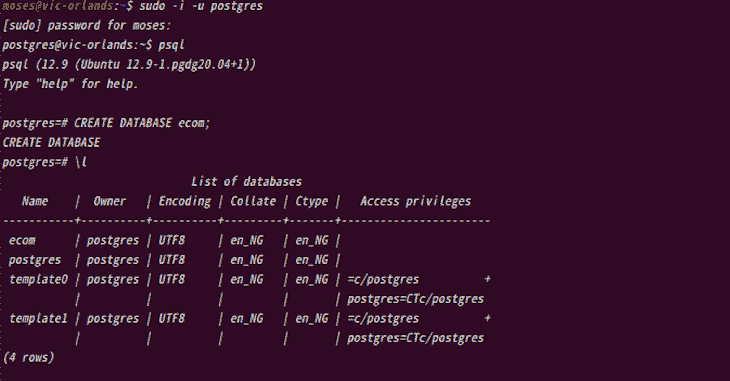 moses@vic-orlands:~$ sudo -i -u postgres
[sudo] password for moses:
postgres@vic-orlands:~$ psql
psql (12.9 (Ubuntu 12.9-1.pgdg20.04+1))
Type "help" for help.

postgres=# CREATE DATABASE ecom;
CREATE DATABASE
postgres=# \l
                              List of databases
   Name    |  Owner   | Encoding | Collate | Ctype |   Access privileges
-----------+----------+----------+---------+-------+-----------------------
 ecom      | postgres | UTF8     | en_NG   | en_NG |
 postgres  | postgres | UTF8     | en_NG   | en_NG |
 template0 | postgres | UTF8     | en_NG   | en_NG | =c/postgres          +
           |          |          |         |       | postgres=CTc/postgres
 template1 | postgres | UTF8     | en_NG   | en_NG | =c/postgres          +
           |          |          |         |       | postgres=CTc/postgres
(4 rows)